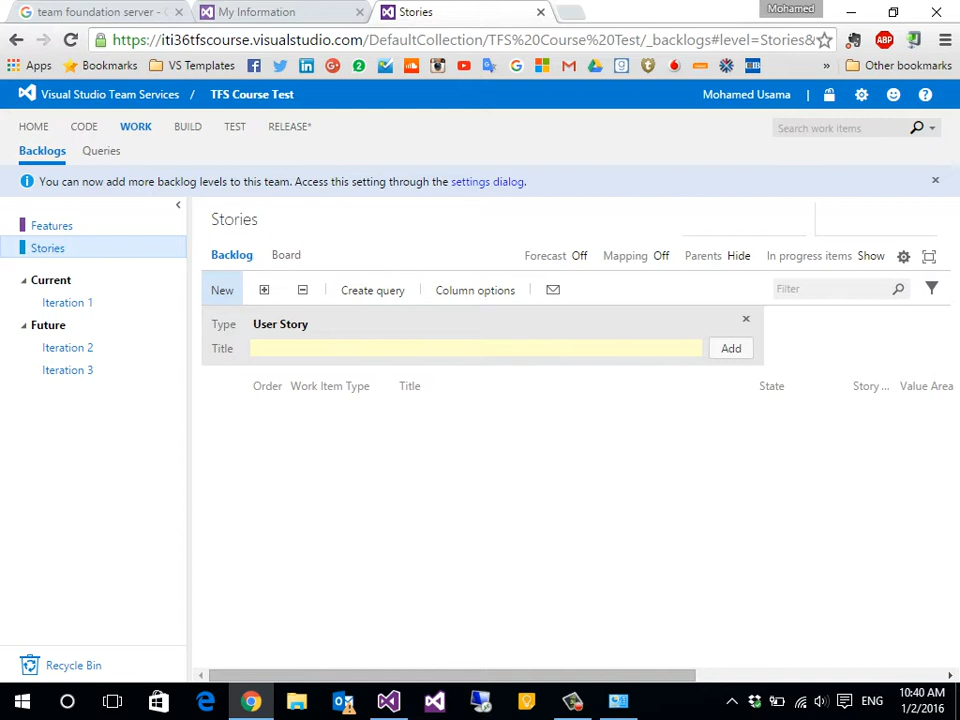 team foundation server - G
My Information
Stories
Mohamed
https://iti36tfscourse.visualstudio.com/DefaultCollection/TFS%20Course%20Test/_backlogs#level=Stories&
Apps Bookmarks VS Templates Other bookmarks
Visual Studio Team Services / TFS Course Test Mohamed Usama
HOME CODE WORK BUILD TEST RELEASE* Search work items
Backlogs Queries
You can now add more backlog levels to this team. Access this setting through the settings dialog.
Features
Stories
Current
Iteration 1
Future
Iteration 2
Iteration 3
Recycle Bin
Stories
Backlog Board Forecast Off Mapping Off Parents Hide In progress items Show
New Create query Column options Filter
Type User Story
Title Add
Order Work Item Type Title State Story ... Value Area
ENG
10:40 AM
1/2/2016